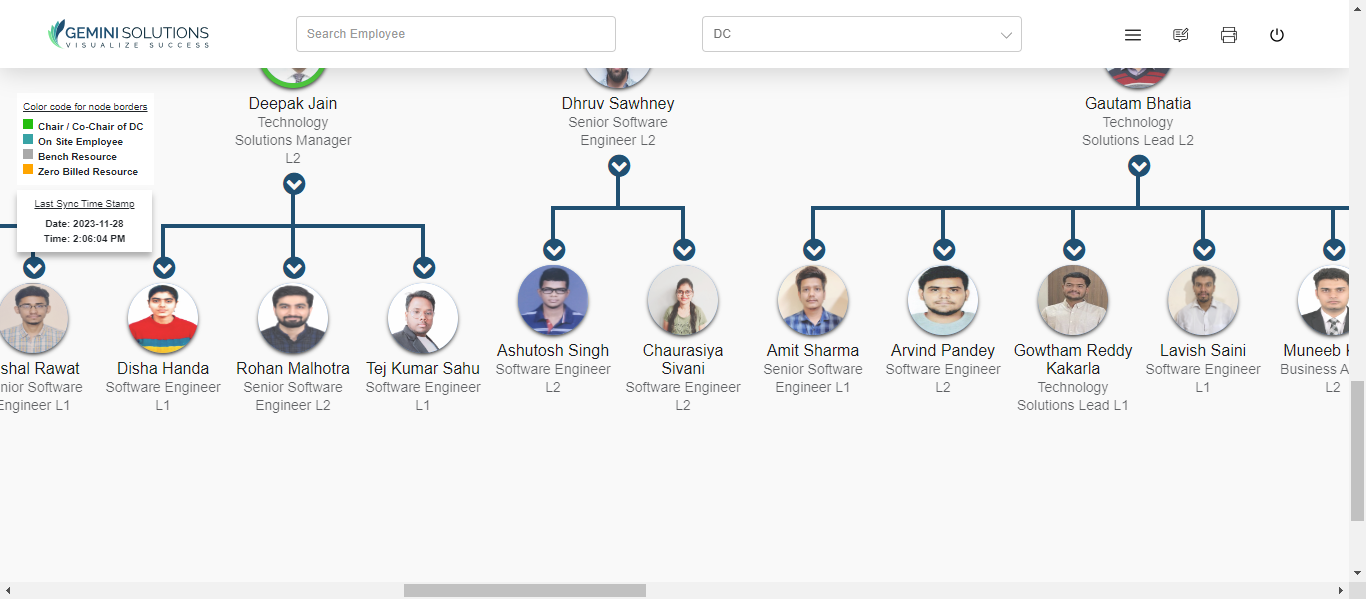 GEMINI SOLUTIONS
VISUALIZE SUCCESS
Search Employee
DC
Color code for node borders
Chair / Co-Chair of DC
On Site Employee
Bench Resource
Zero Billed Resource
Last Sync Time Stamp
Date: 2023-11-28
Time: 2:06:04 PM
Deepak Jain
Technology
Solutions Manager
L2
Dhruv Sawhney
Senior Software
Engineer L2
Gautam Bhatia
Technology
Solutions Lead L2
shal Rawat
nior Software
Engineer L1
Disha Handa
Software Engineer
L1
Rohan Malhotra
Senior Software
Engineer L2
Tej Kumar Sahu
Software Engineer
L1
Ashutosh Singh
Software Engineer
L2
Chaurasiya
Sivani
Software Engineer
L2
Amit Sharma
Senior Software
Engineer L1
Arvind Pandey
Software Engineer
L2
Gowtham Reddy
Kakarla
Technology
Solutions Lead L1
Lavish Saini
Software Engineer
L1
Muneeb
Business A
L2